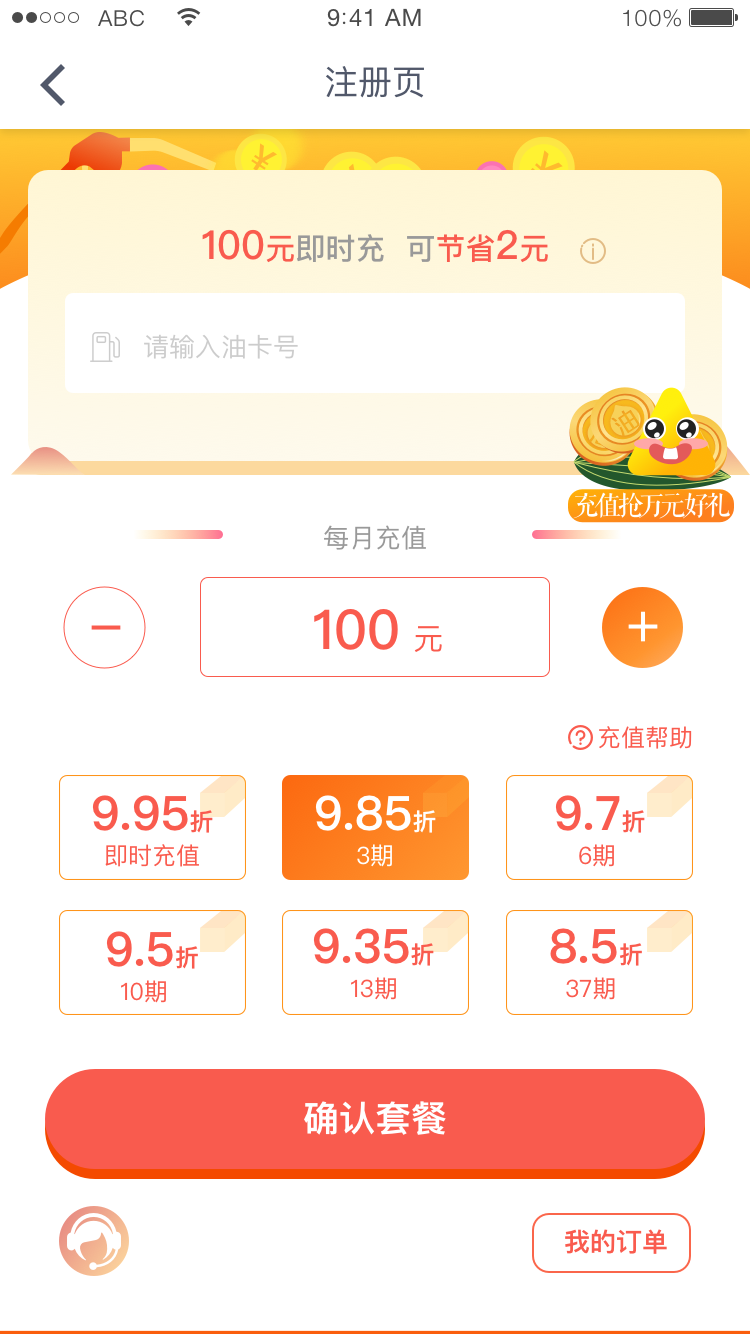 ABC 9:41 AM 100%
注册页
100元即时充 可节省2元
请输入油卡号
油
充值抢万元好礼
每月充值
100 元
充值帮助
9.95折 9.85折 9.7折
即时充值 3期 6期
9.5折 9.35折 8.5折
10期 13期 37期
确认套餐
我的订单